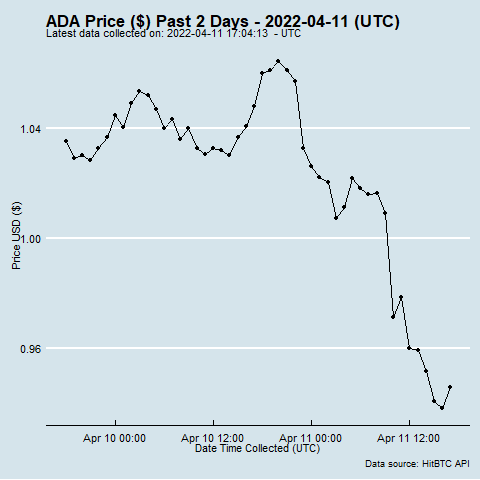 ADA Price ($) Past 2 Days - 2022-04-11 (UTC)
Latest data collected on: 2022-04-11 17:04:13 - UTC
Price USD ($)
1.04
1.00
0.96
Apr 10 00:00 Apr 10 12:00 Apr 11 00:00 Apr 11 12:00
Date Time Collected (UTC)
Data source: HitBTC API